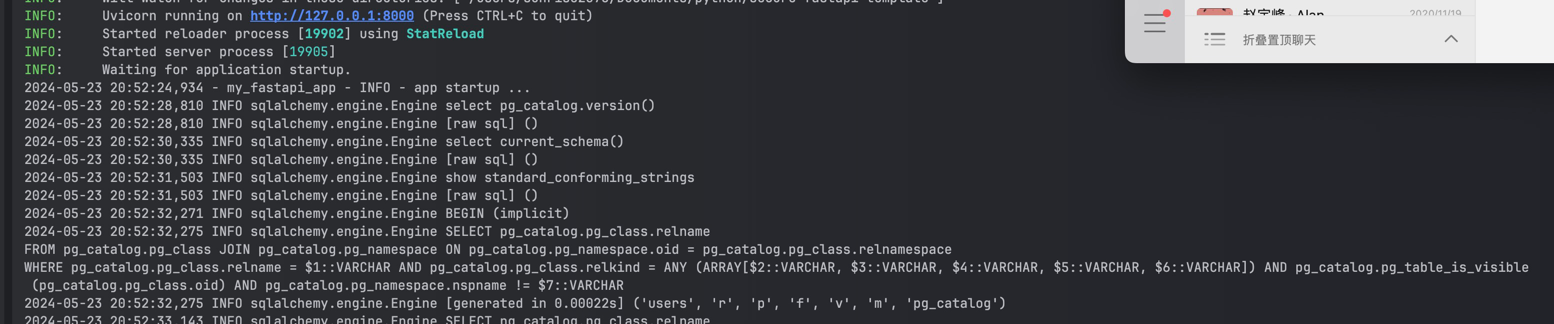 INFO:     Uvicorn running on http://127.0.0.1:8000 (Press CTRL+C to quit)
INFO:     Started reloader process [19902] using StatReload
INFO:     Started server process [19905]
INFO:     Waiting for application startup.
2024-05-23 20:52:24,934 - my_fastapi_app - INFO - app startup ...
2024-05-23 20:52:28,810 INFO sqlalchemy.engine.Engine select pg_catalog.version()
2024-05-23 20:52:28,810 INFO sqlalchemy.engine.Engine [raw sql] ()
2024-05-23 20:52:30,335 INFO sqlalchemy.engine.Engine select current_schema()
2024-05-23 20:52:30,335 INFO sqlalchemy.engine.Engine [raw sql] ()
2024-05-23 20:52:31,503 INFO sqlalchemy.engine.Engine show standard_conforming_strings
2024-05-23 20:52:31,503 INFO sqlalchemy.engine.Engine [raw sql] ()
2024-05-23 20:52:32,271 INFO sqlalchemy.engine.Engine BEGIN (implicit)
2024-05-23 20:52:32,275 INFO sqlalchemy.engine.Engine SELECT pg_catalog.pg_class.relname
FROM pg_catalog.pg_class JOIN pg_catalog.pg_namespace ON pg_catalog.pg_namespace.oid = pg_catalog.pg_class.relnamespace
WHERE pg_catalog.pg_class.relname = $1::VARCHAR AND pg_catalog.pg_class.relkind = ANY (ARRAY[$2::VARCHAR, $3::VARCHAR, $4::VARCHAR, $5::VARCHAR, $6::VARCHAR]) AND pg_catalog.pg_table_is_visible
(pg_catalog.pg_class.oid) AND pg_catalog.pg_namespace.nspname != $7::VARCHAR
2024-05-23 20:52:32,275 INFO sqlalchemy.engine.Engine [generated in 0.00022s] ('users', 'r', 'p', 'f', 'v', 'm', 'pg_catalog')
2024-05-23 20:52:33,143 INFO sqlalchemy.engine.Engine SELECT pg_catalog.pg_class.relname
2020/11/19
折叠置顶聊天